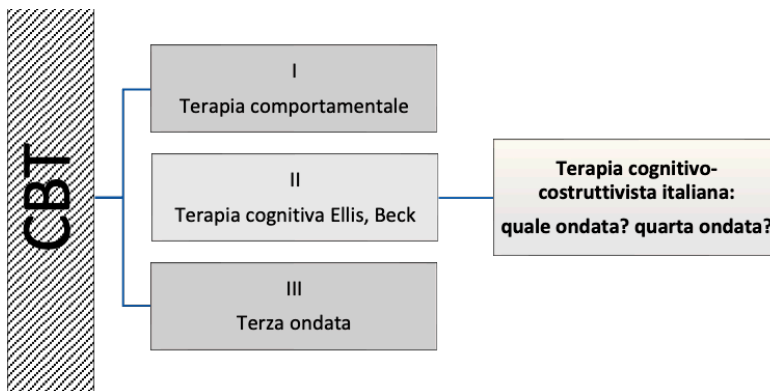 CBT
I
Terapia comportamentale
II
Terapia cognitiva Ellis, Beck
III
Terza ondata
Terapia cognitivo-
costruttivista italiana:
quale ondata? quarta ondata?